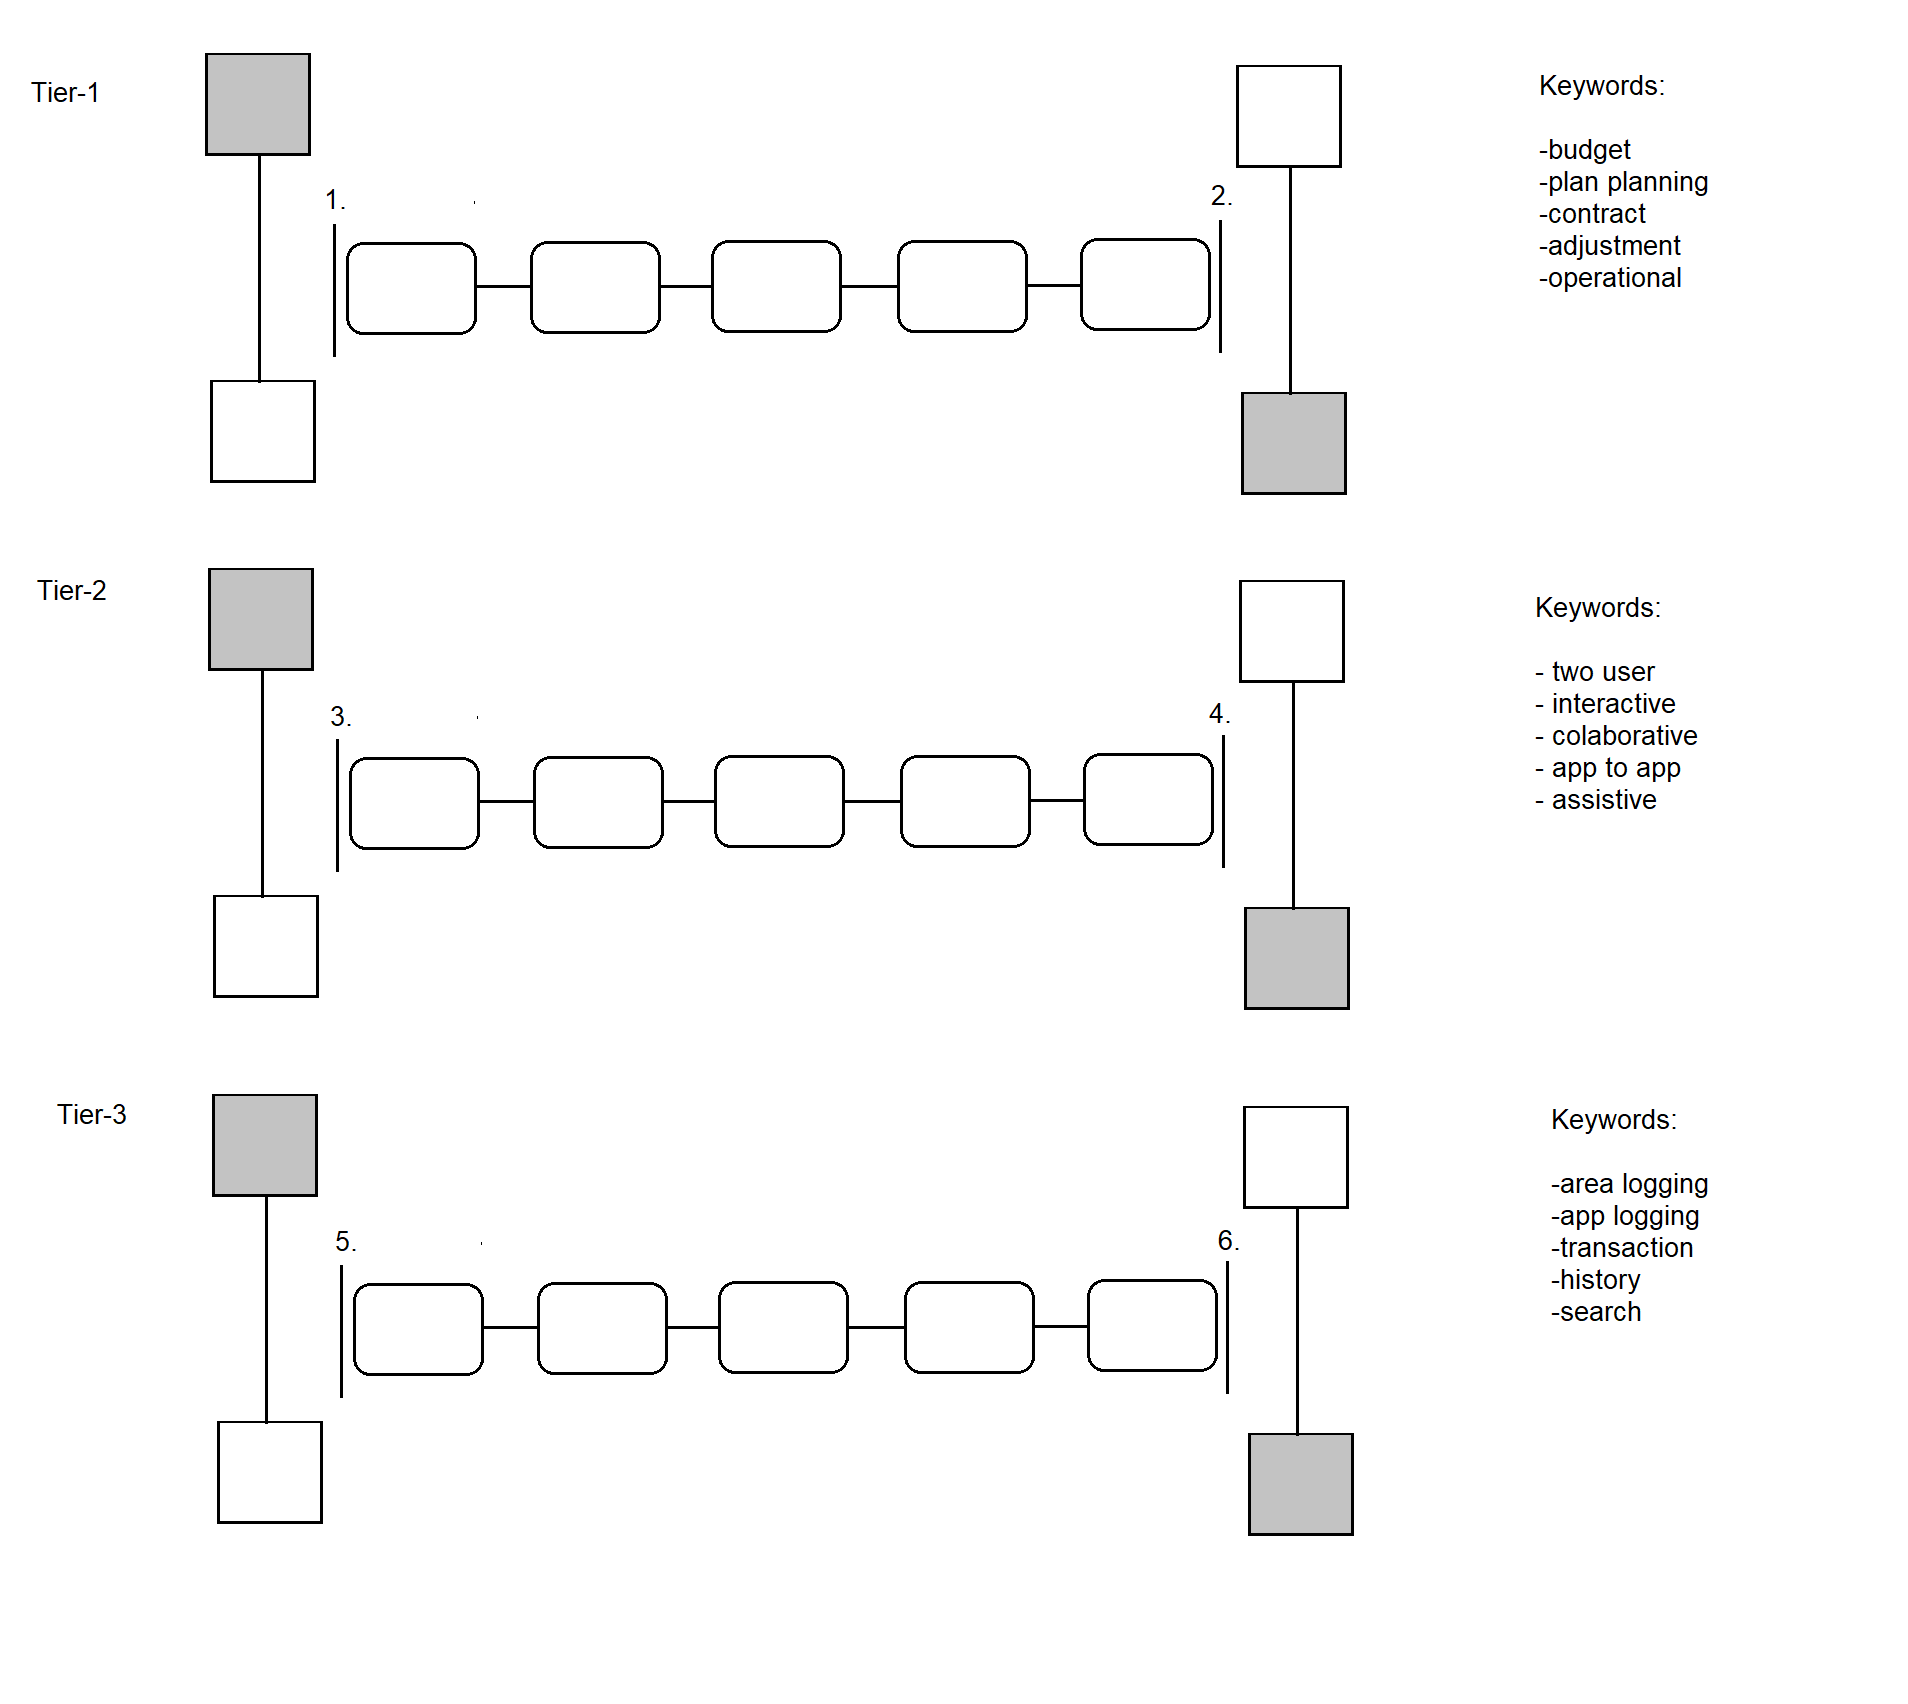 Tier-1
Keywords:
-budget
-plan planning
-contract
-adjustment
-operational
1.
2.
Tier-2
Keywords:
- two user
- interactive
- colaborative
- app to app
- assistive
3.
4.
Tier-3
Keywords:
-area logging
-app logging
-transaction
-history
-search
5.
6.